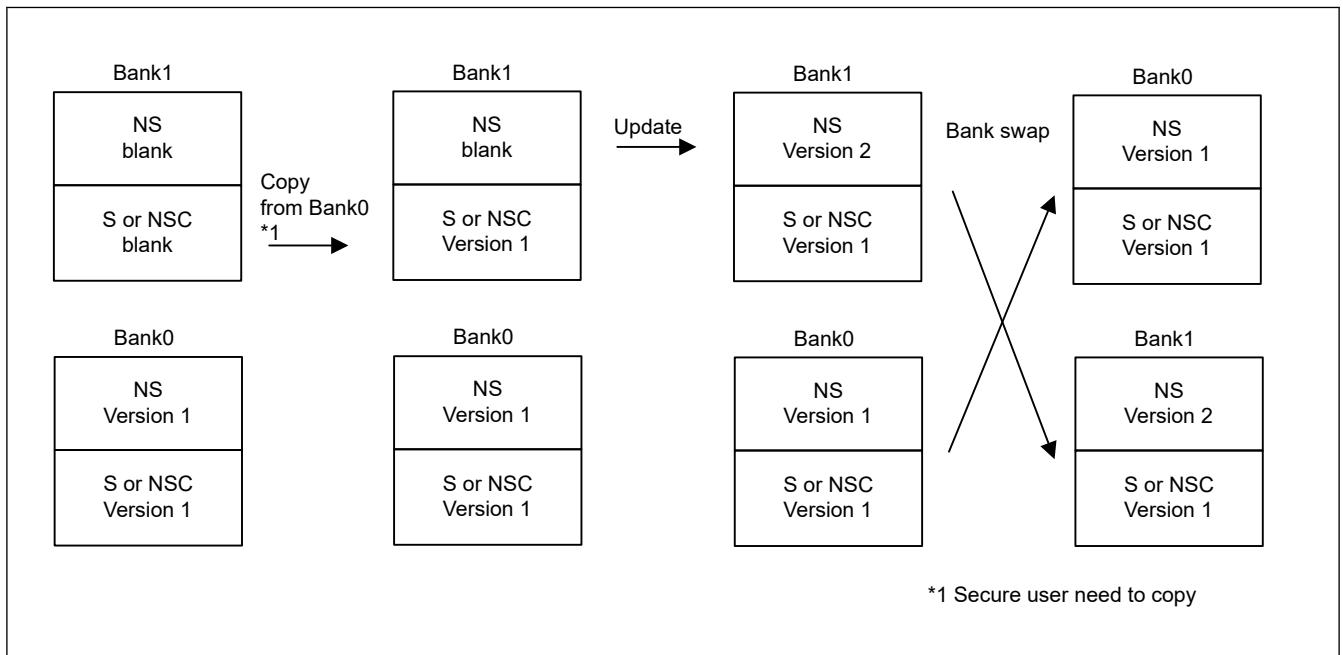 Bank1
NS
blank
S or NSC
blank
Bank0
NS
Version 1
S or NSC
Version 1
Copy
from Bank0
*1
Bank1
NS
blank
S or NSC
Version 1
Bank0
NS
Version 1
S or NSC
Version 1
Update
Bank1
NS
Version 2
S or NSC
Version 1
Bank0
NS
Version 1
S or NSC
Version 1
Bank swap
Bank0
NS
Version 1
S or NSC
Version 1
Bank1
NS
Version 2
S or NSC
Version 1
*1 Secure user need to copy